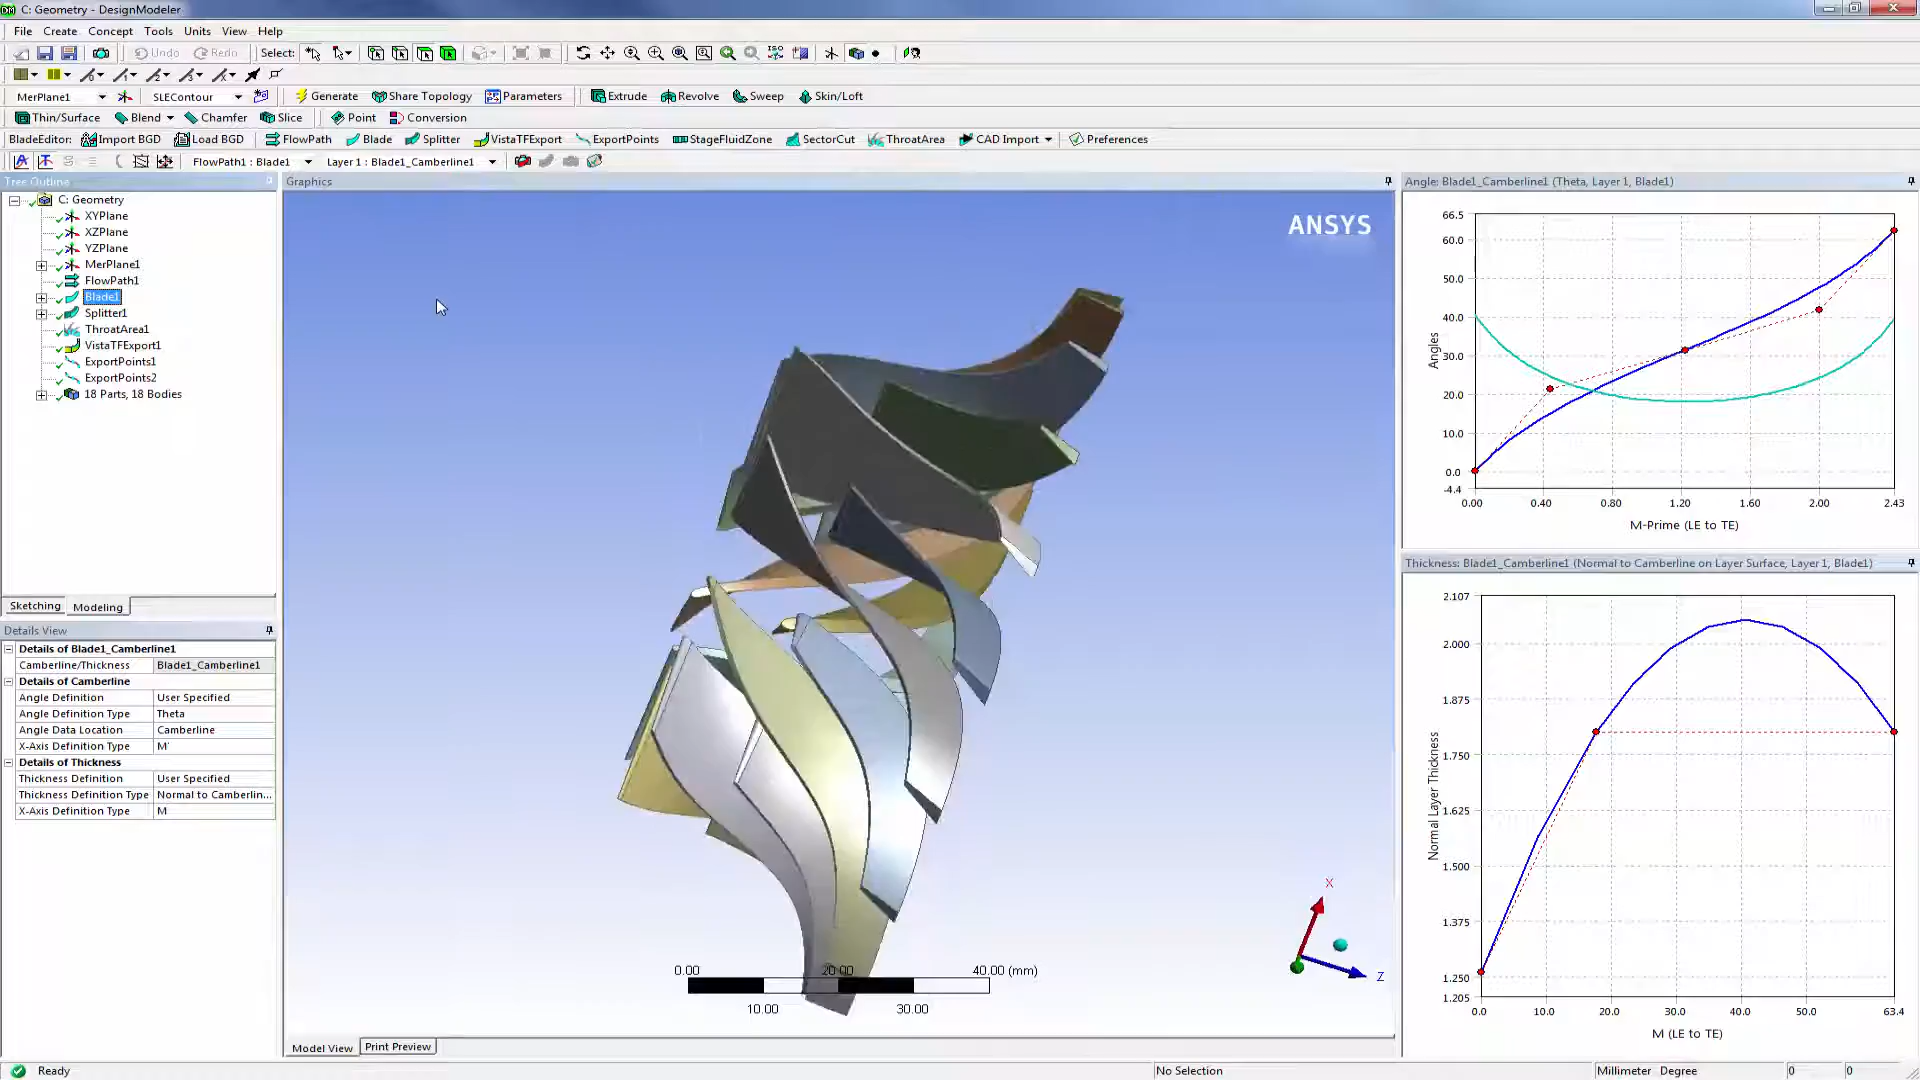 C: Geometry - DesignModeler
File Create Concept Tools Units View Help
Undo Redo Select:
MerPlane1 SLEContour Generate Share Topology Parameters Extrude Revolve Sweep Skin/Loft
Thin/Surface Blend Chamfer Slice Point Conversion
BladeEditor: Import BGD Load BGD FlowPath Blade Splitter VistaTFExport ExportPoints StageFluidZone SectorCut ThroatArea CAD Import Preferences
FlowPath1 : Blade1 Layer 1 : Blade1_Camberline1
Tree Outline
C: Geometry
XYPlane
XZPlane
YZPlane
MerPlane1
FlowPath1
Blade1
Splitter1
ThroatArea1
VistaTFExport1
ExportPoints1
ExportPoints2
18 Parts, 18 Bodies
Sketching Modeling
Details View
Details of Blade1_Camberline1
Camberline/Thickness Blade1_Camberline1
Details of Camberline
Angle Definition User Specified
Angle Definition Type Theta
Angle Data Location Camberline
X-Axis Definition Type M'
Details of Thickness
Thickness Definition User Specified
Thickness Definition Type Normal to Camberlin...
X-Axis Definition Type M
Graphics
ANSYS
X
Z
0.00 20.00 40.00 (mm)
10.00 30.00
Model View Print Preview
Angle: Blade1_Camberline1 (Theta, Layer 1, Blade1)
66.5
60.0
50.0
40.0
30.0
20.0
10.0
0.0
-4.4
Angles
0.00 0.40 0.80 1.20 1.60 2.00 2.43
M-Prime (LE to TE)
Thickness: Blade1_Camberline1 (Normal to Camberline on Layer Surface, Layer 1, Blade1)
2.107
2.000
1.875
1.750
1.625
1.500
1.375
1.250
1.205
Normal Layer Thickness
0.0 10.0 20.0 30.0 40.0 50.0 63.4
M (LE to TE)
Ready No Selection Millimeter Degree 0 0